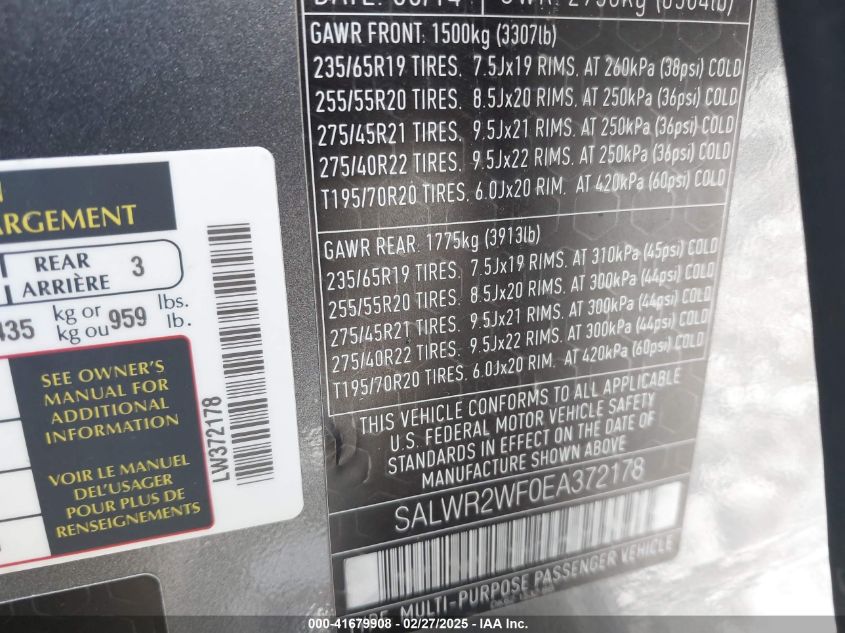 GAWR FRONT: 1500kg (3307lb)
235/65R19 TIRES, 7.5Jx19 RIMS, AT 260kPa (38psi) COLD
255/55R20 TIRES, 8.5Jx20 RIMS, AT 250kPa (36psi) COLD
275/45R21 TIRES, 9.5Jx21 RIMS, AT 250kPa (36psi) COLD
275/40R22 TIRES, 9.5Jx22 RIMS, AT 250kPa (36psi) COLD
T195/70R20 TIRES, 6.0Jx20 RIM, AT 420kPa (60psi) COLD
GAWR REAR: 1775kg (3913lb)
235/65R19 TIRES, 7.5Jx19 RIMS, AT 310kPa (45psi) COLD
255/55R20 TIRES, 8.5Jx20 RIMS, AT 300kPa (44psi) COLD
275/45R21 TIRES, 9.5Jx21 RIMS, AT 300kPa (44psi) COLD
275/40R22 TIRES, 9.5Jx22 RIMS, AT 300kPa (44psi) COLD
T195/70R20 TIRES, 6.0Jx20 RIM, AT 420kPa (60psi) COLD
THIS VEHICLE CONFORMS TO ALL APPLICABLE
U.S. FEDERAL MOTOR VEHICLE SAFETY
STANDARDS IN EFFECT ON THE DATE OF
MANUFACTURE SHOWN ABOVE
SALWR2WF0EA372178
TYPE: MULTI-PURPOSE PASSENGER VEHICLE
ARGEMENT
REAR 3
ARRIÈRE
435 kg or 959 lbs.
kg ou lb.
SEE OWNER'S
MANUAL FOR
ADDITIONAL
INFORMATION
VOIR LE MANUEL
DEL'USAGER
POUR PLUS DE
RENSEIGNEMENTS
LW372178
000-41679908 - 02/27/2025 - IAAI Inc.